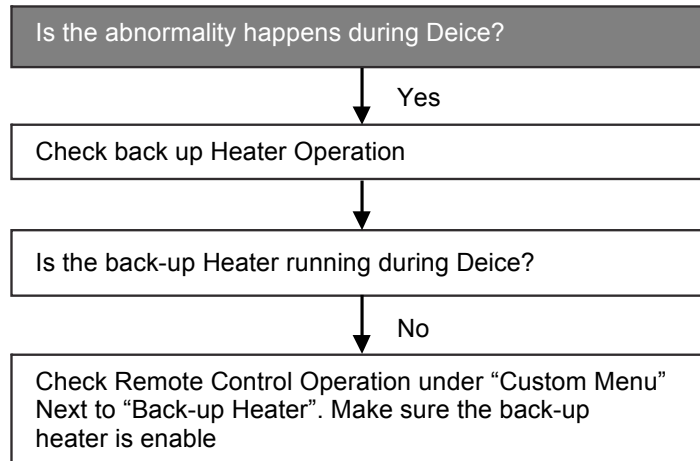 Is the abnormality happens during Deice?
Yes
Check back up Heater Operation
Is the back-up Heater running during Deice?
No
Check Remote Control Operation under “Custom Menu”
Next to “Back-up Heater”. Make sure the back-up
heater is enable